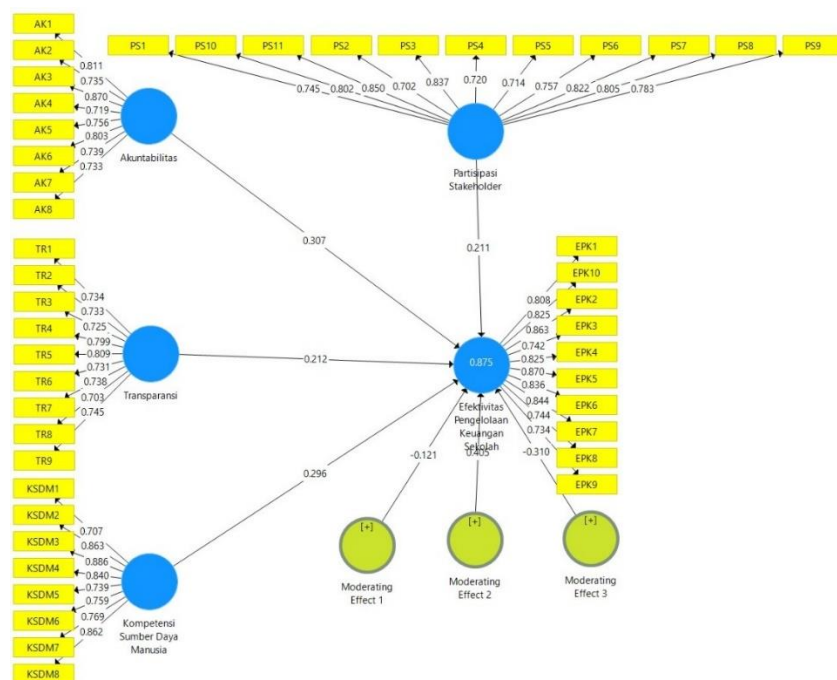 AK1
AK2
AK3
AK4
AK5
AK6
AK7
AK8
0.811
0.735
0.870
0.719
0.756
0.803
0.739
0.733
Akuntabilitas
PS1
PS10
PS11
PS2
PS3
PS4
PS5
PS6
PS7
PS8
PS9
0.745
0.802
0.850
0.702
0.837
0.720
0.714
0.757
0.822
0.805
0.783
Partisipasi
Stakeholder
0.307
0.211
TR1
TR2
TR3
TR4
TR5
TR6
TR7
TR8
TR9
0.734
0.733
0.725
0.799
0.809
0.731
0.738
0.703
0.745
Transparansi
0.212
EPK1
EPK10
EPK2
EPK3
EPK4
EPK5
EPK6
EPK7
EPK8
EPK9
0.808
0.825
0.863
0.742
0.825
0.870
0.836
0.844
0.744
0.734
0.875
Efektivitas
Pengelolaan
Keuangan
Sekolah
0.296
-0.121
0.405
-0.310
KSDM1
KSDM2
KSDM3
KSDM4
KSDM5
KSDM6
KSDM7
KSDM8
0.707
0.863
0.886
0.840
0.739
0.759
0.769
0.862
Kompetensi
Sumber Daya
Manusia
[+]
Moderating
Effect 1
[+]
Moderating
Effect 2
[+]
Moderating
Effect 3